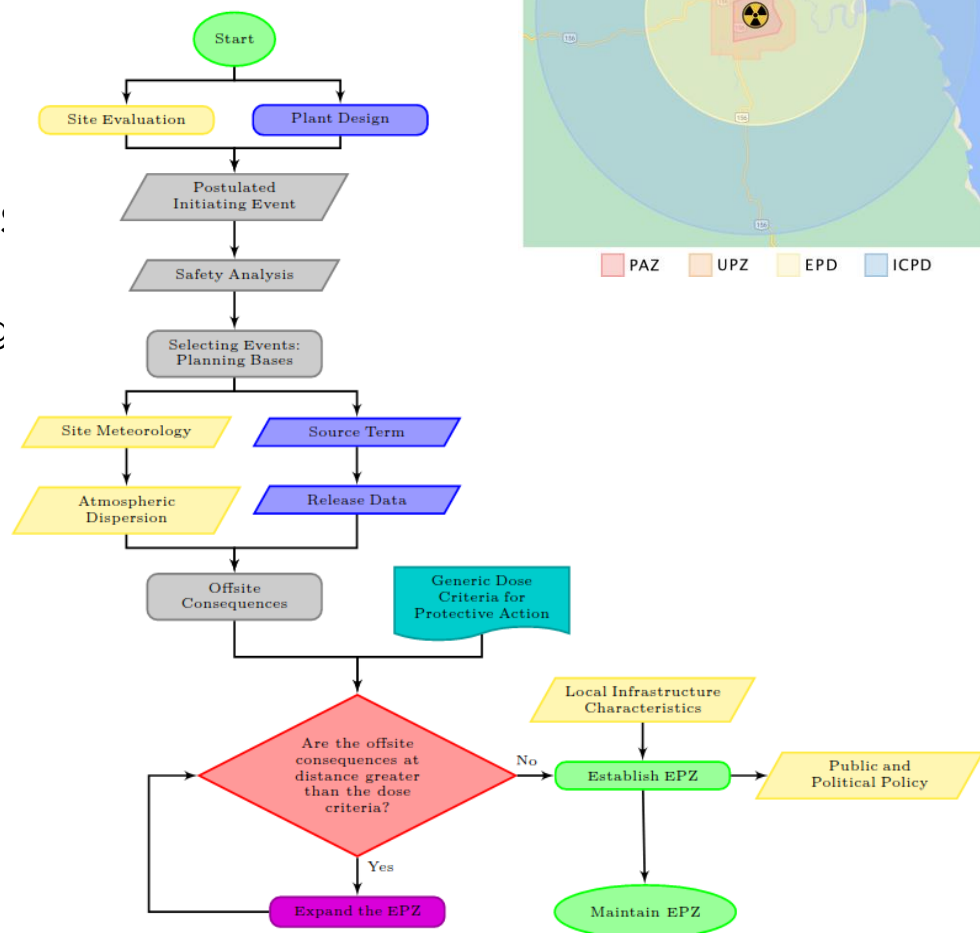 Start
Site Evaluation
Plant Design
Postulated
Initiating Event
Safety Analysis
Selecting Events:
Planning Bases
Site Meteorology
Source Term
Atmospheric
Dispersion
Release Data
Offsite
Consequences
Generic Dose
Criteria for
Protective Action
Are the offsite
consequences at
distance greater
than the dose
criteria?
No
Yes
Expand the EPZ
Local Infrastructure
Characteristics
Establish EPZ
Public and
Political Policy
Maintain EPZ
156
156
156
PAZ UPZ EPD ICPD